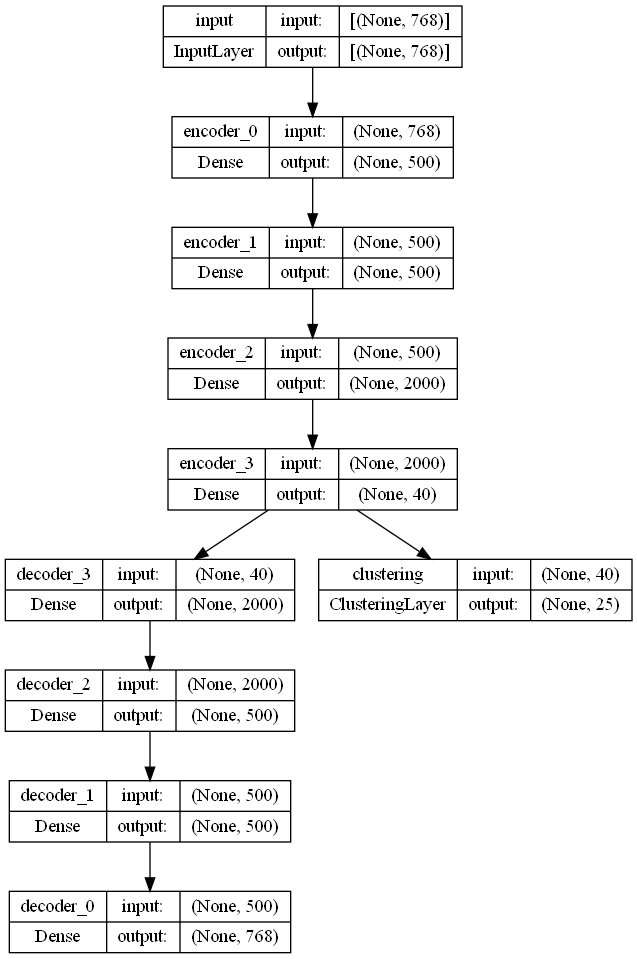 input input: [(None, 768)]
InputLayer output: [(None, 768)]
encoder_0 input: (None, 768)
Dense output: (None, 500)
encoder_1 input: (None, 500)
Dense output: (None, 500)
encoder_2 input: (None, 500)
Dense output: (None, 2000)
encoder_3 input: (None, 2000)
Dense output: (None, 40)
decoder_3 input: (None, 40)
Dense output: (None, 2000)
clustering input: (None, 40)
ClusteringLayer output: (None, 25)
decoder_2 input: (None, 2000)
Dense output: (None, 500)
decoder_1 input: (None, 500)
Dense output: (None, 500)
decoder_0 input: (None, 500)
Dense output: (None, 768)